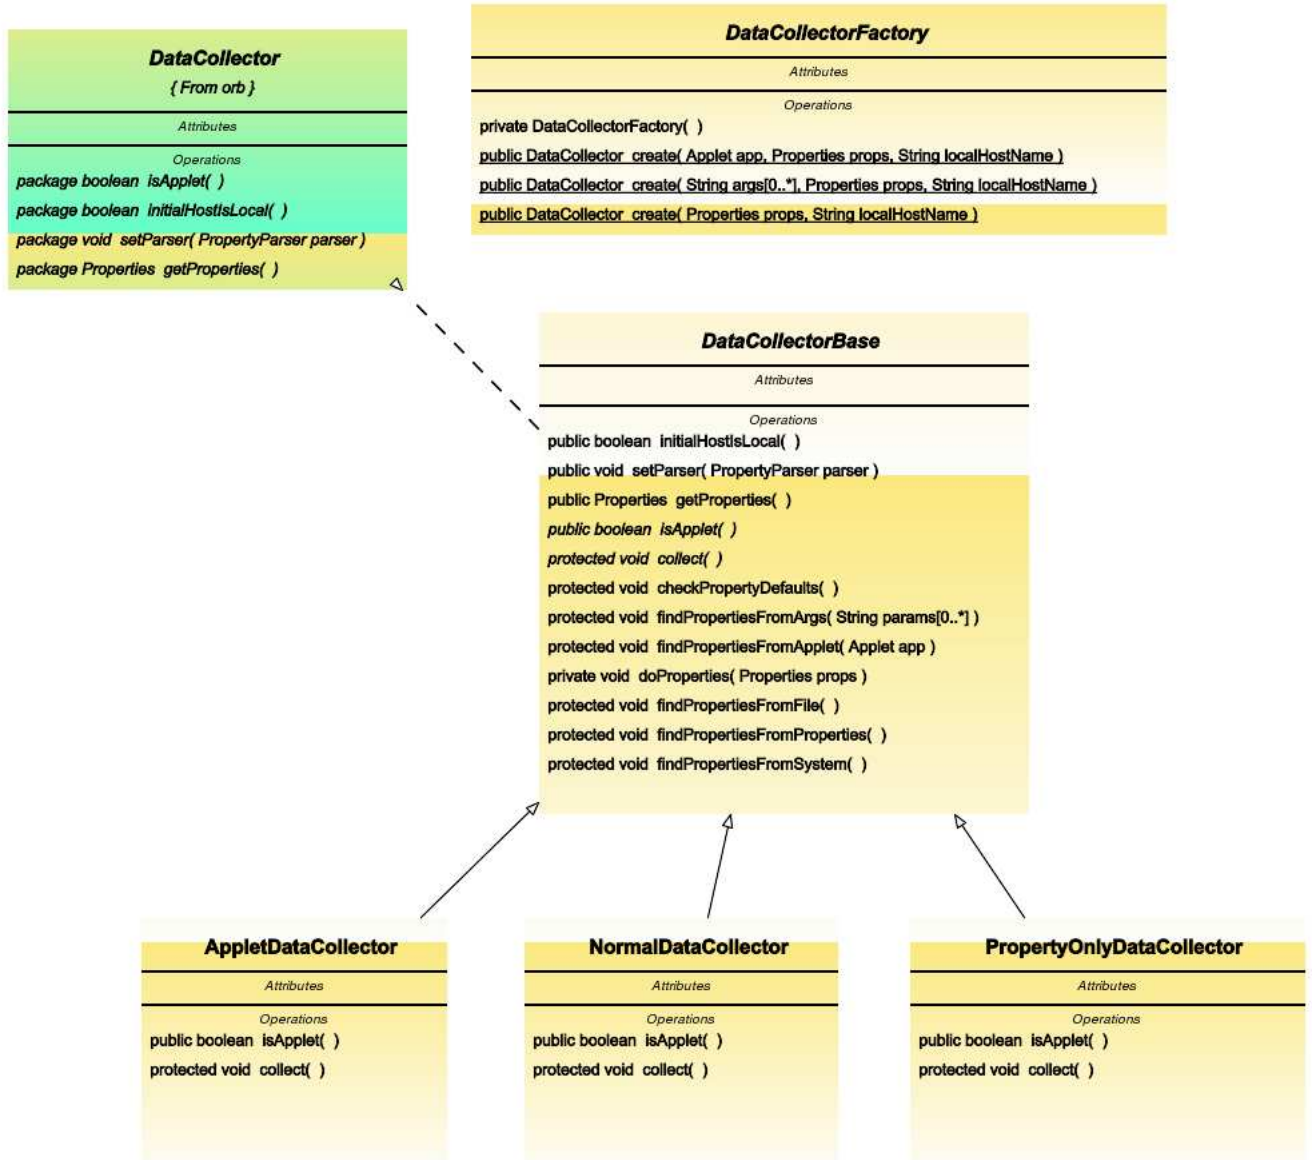 DataCollector
{ From orb }
Attributes
Operations
package boolean isApplet( )
package boolean initialHostIsLocal( )
package void setParser( PropertyParser parser )
package Properties getProperties( )
DataCollectorFactory
Attributes
Operations
private DataCollectorFactory( )
public DataCollector create( Applet app, Properties props, String localHostName )
public DataCollector create( String args[0..*], Properties props, String localHostName )
public DataCollector create( Properties props, String localHostName )
DataCollectorBase
Attributes
Operations
public boolean initialHostIsLocal( )
public void setParser( PropertyParser parser )
public Properties getProperties( )
public boolean isApplet( )
protected void collect( )
protected void checkPropertyDefaults( )
protected void findPropertiesFromArgs( String params[0..*] )
protected void findPropertiesFromApplet( Applet app )
private void doProperties( Properties props )
protected void findPropertiesFromFile( )
protected void findPropertiesFromProperties( )
protected void findPropertiesFromSystem( )
AppletDataCollector
Attributes
Operations
public boolean isApplet( )
protected void collect( )
NormalDataCollector
Attributes
Operations
public boolean isApplet( )
protected void collect( )
PropertyOnlyDataCollector
Attributes
Operations
public boolean isApplet( )
protected void collect( )